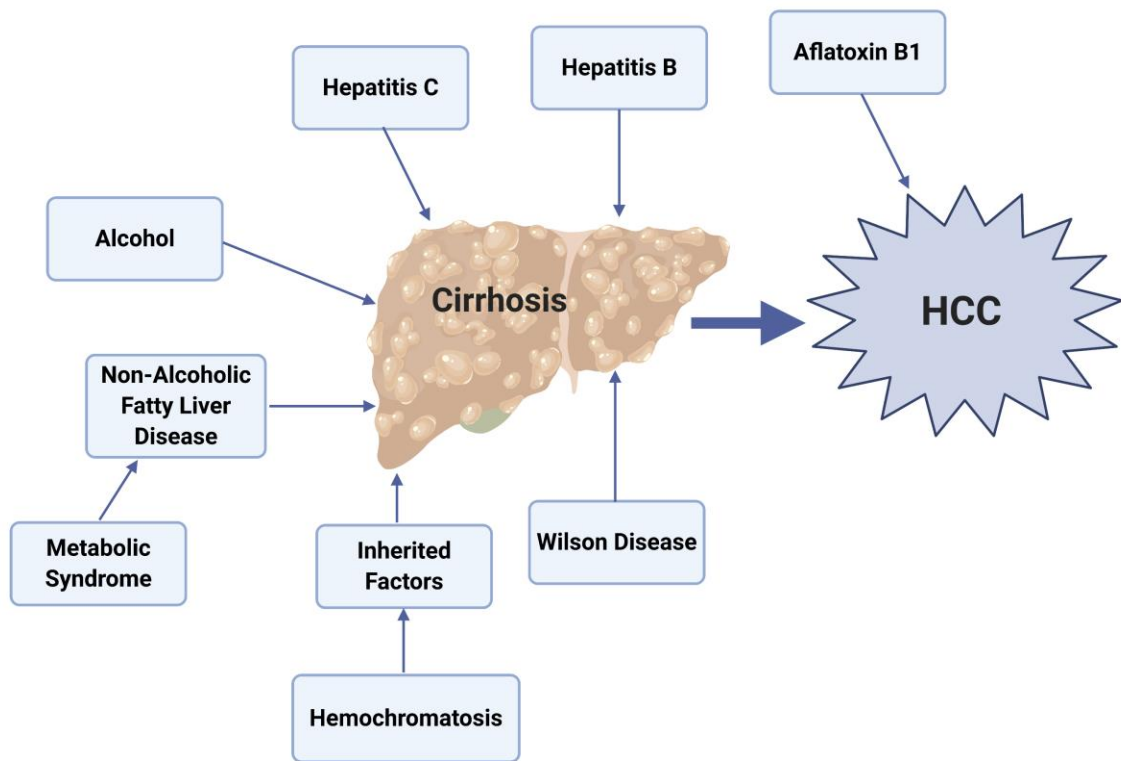 Hepatitis C
Hepatitis B
Aflatoxin B1
Alcohol
Cirrhosis
HCC
Non-Alcoholic
Fatty Liver
Disease
Metabolic
Syndrome
Inherited
Factors
Wilson Disease
Hemochromatosis